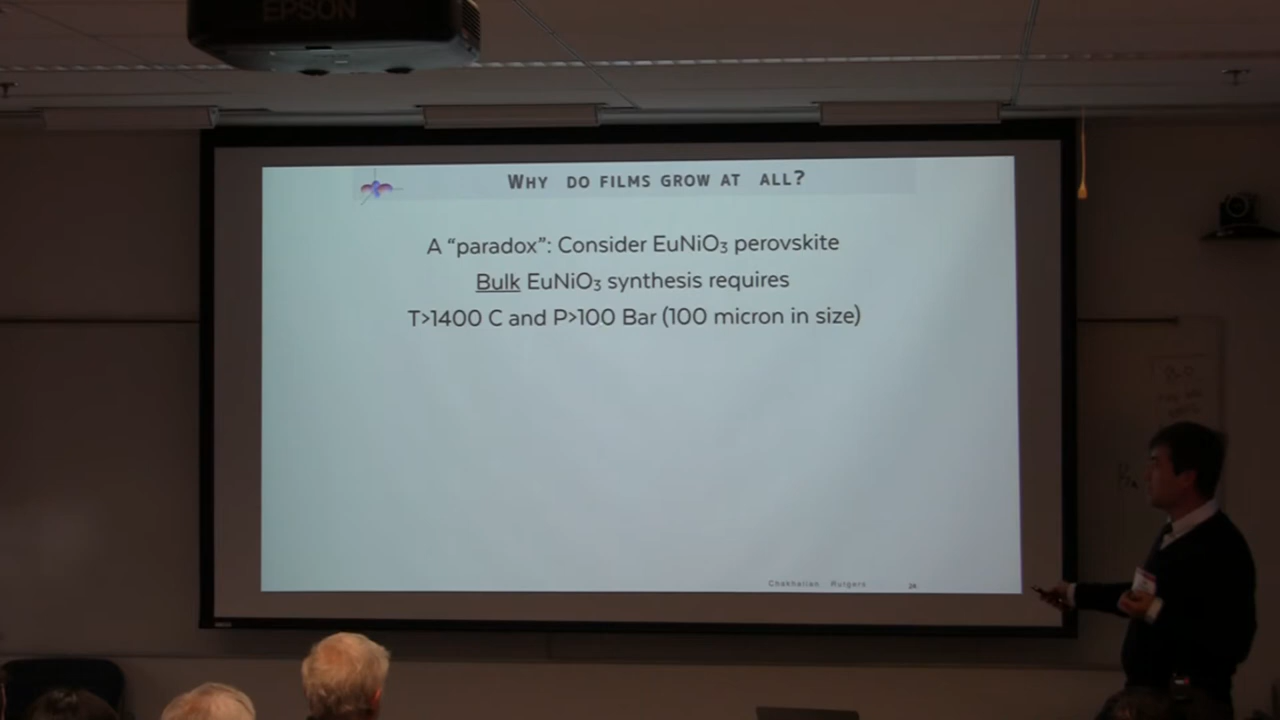 EPSON
WHY DO FILMS GROW AT ALL?
A “paradox”: Consider EuNiO₃ perovskite
Bulk EuNiO₃ synthesis requires
T>1400 C and P>100 Bar (100 micron in size)
Chakhalian Rutgers 24